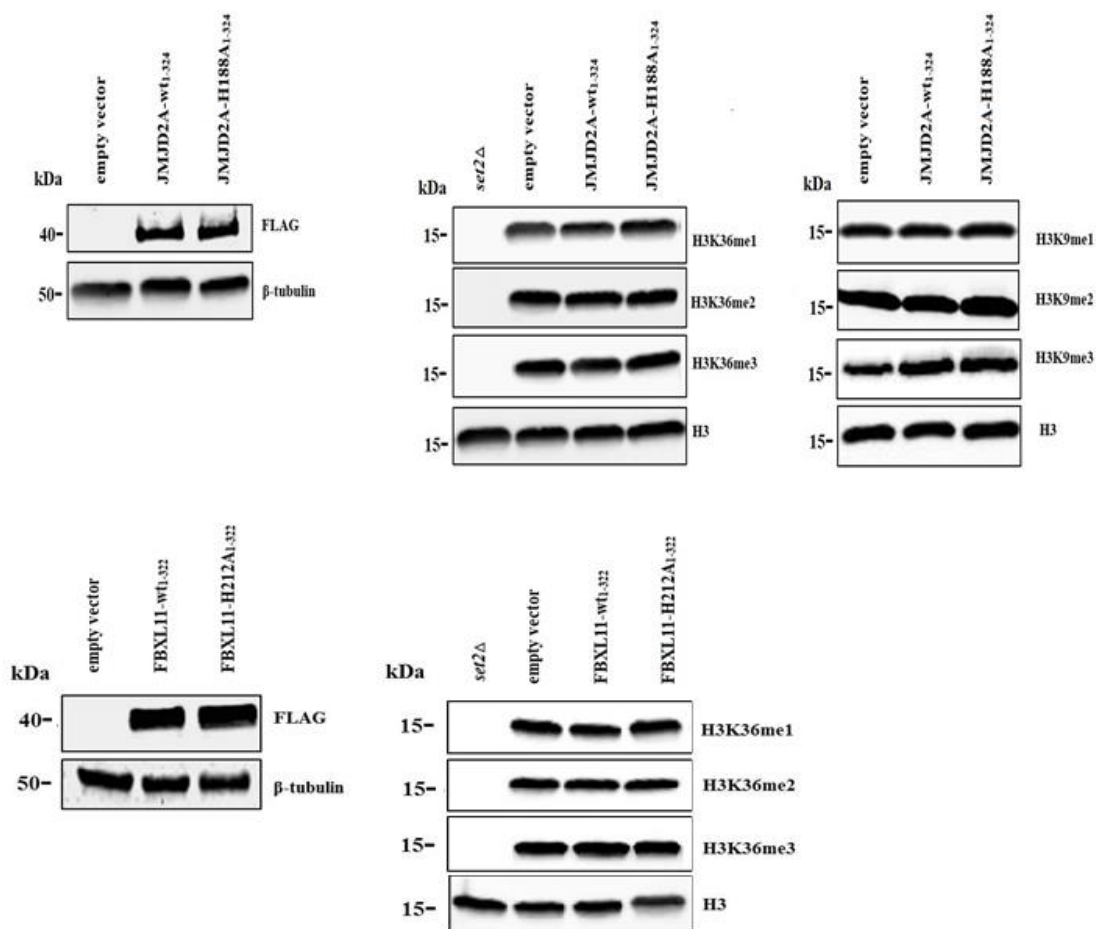 empty vector
JMJD2A-wt1-324
JMJD2A-H188A1-324
kDa
40-
FLAG
50-
β-tubulin
set2Δ
empty vector
JMJD2A-wt1-324
JMJD2A-H188A1-324
kDa
15-
H3K36me1
15-
H3K36me2
15-
H3K36me3
15-
H3
empty vector
JMJD2A-wt1-324
JMJD2A-H188A1-324
kDa
15-
H3K9me1
15-
H3K9me2
15-
H3K9me3
15-
H3
empty vector
FBXL11-wt1-322
FBXL11-H212A1-322
kDa
40-
FLAG
50-
β-tubulin
set2Δ
empty vector
FBXL11-wt1-322
FBXL11-H212A1-322
kDa
15-
H3K36me1
15-
H3K36me2
15-
H3K36me3
15-
H3